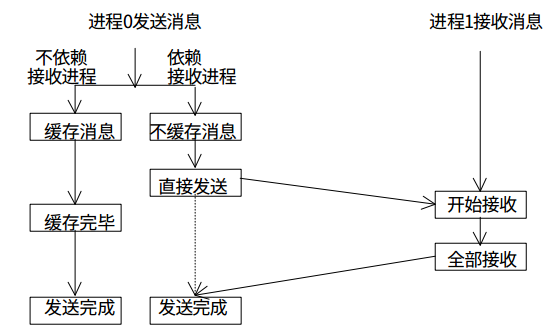 进程0发送消息
进程1接收消息
不依赖
接收进程
依赖
接收进程
缓存消息
不缓存消息
直接发送
缓存完毕
开始接收
全部接收
发送完成
发送完成